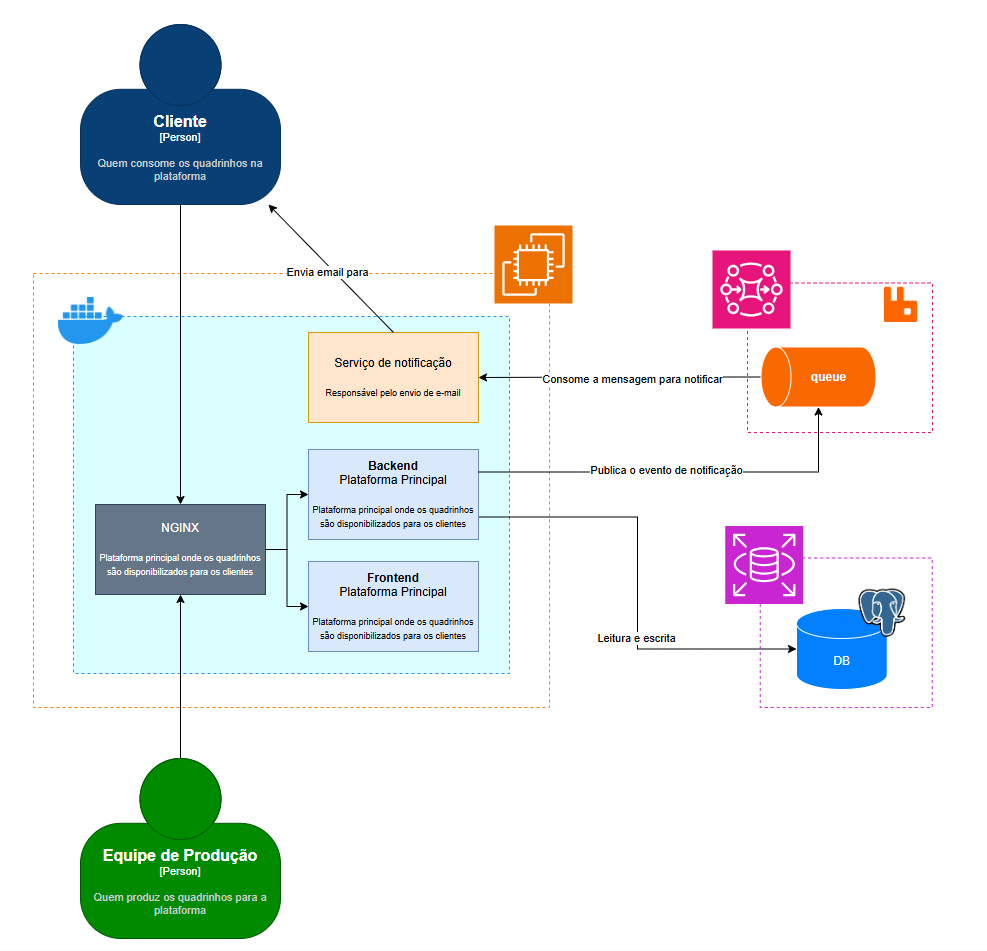 Cliente
[Person]
Quem consome os quadrinhos na
plataforma
Envia email para
Serviço de notificação
Responsável pelo envio de e-mail
Consome a mensagem para notificar
queue
Backend
Plataforma Principal
Plataforma principal onde os quadrinhos
são disponibilizados para os clientes
Publica o evento de notificação
NGINX
Plataforma principal onde os quadrinhos
são disponibilizados para os clientes
Frontend
Plataforma Principal
Plataforma principal onde os quadrinhos
são disponibilizados para os clientes
Leitura e escrita
DB
Equipe de Produção
[Person]
Quem produz os quadrinhos para a
plataforma